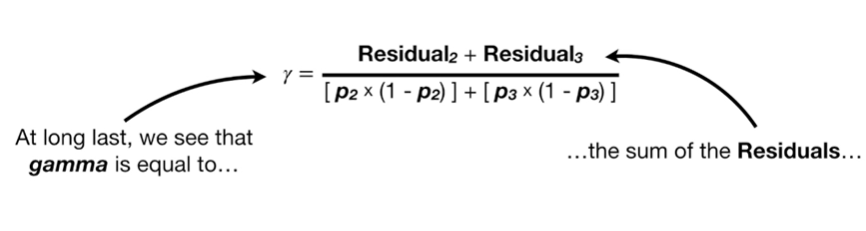 Residual₂ + Residual₃
γ =
[ p₂ × (1 - p₂) ] + [ p₃ × (1 - p₃) ]
At long last, we see that
gamma is equal to…
…the sum of the Residuals…